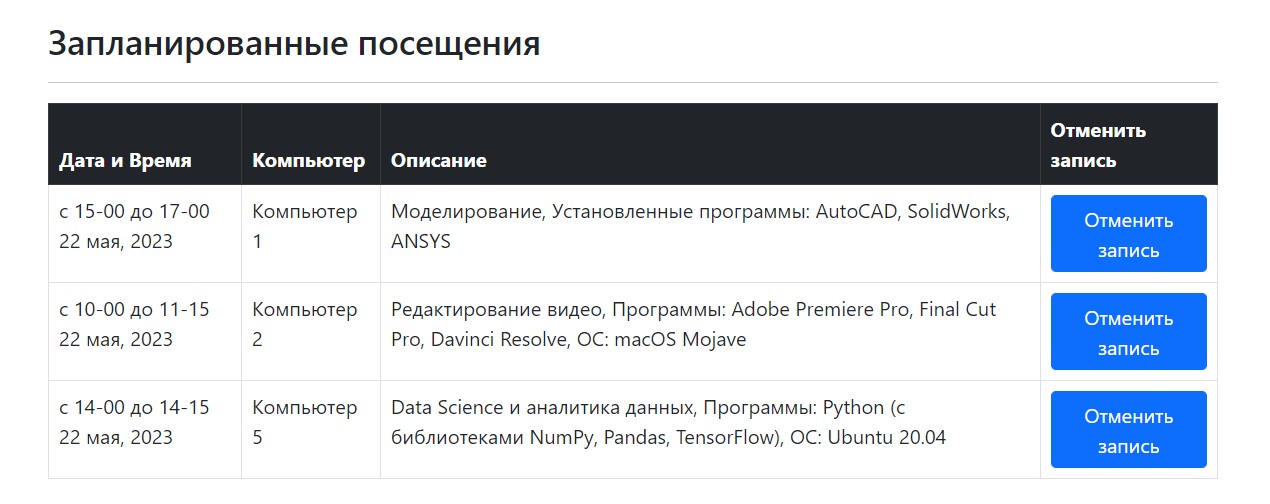 Запланированные посещения
Дата и Время
Компьютер
Описание
Отменить
запись
с 15-00 до 17-00
22 мая, 2023
Компьютер
1
Моделирование, Установленные программы: AutoCAD, SolidWorks,
ANSYS
Отменить
запись
с 10-00 до 11-15
22 мая, 2023
Компьютер
2
Редактирование видео, Программы: Adobe Premiere Pro, Final Cut
Pro, Davinci Resolve, ОС: macOS Mojave
Отменить
запись
с 14-00 до 14-15
22 мая, 2023
Компьютер
5
Data Science и аналитика данных, Программы: Python (с
библиотеками NumPy, Pandas, TensorFlow), ОС: Ubuntu 20.04
Отменить
запись